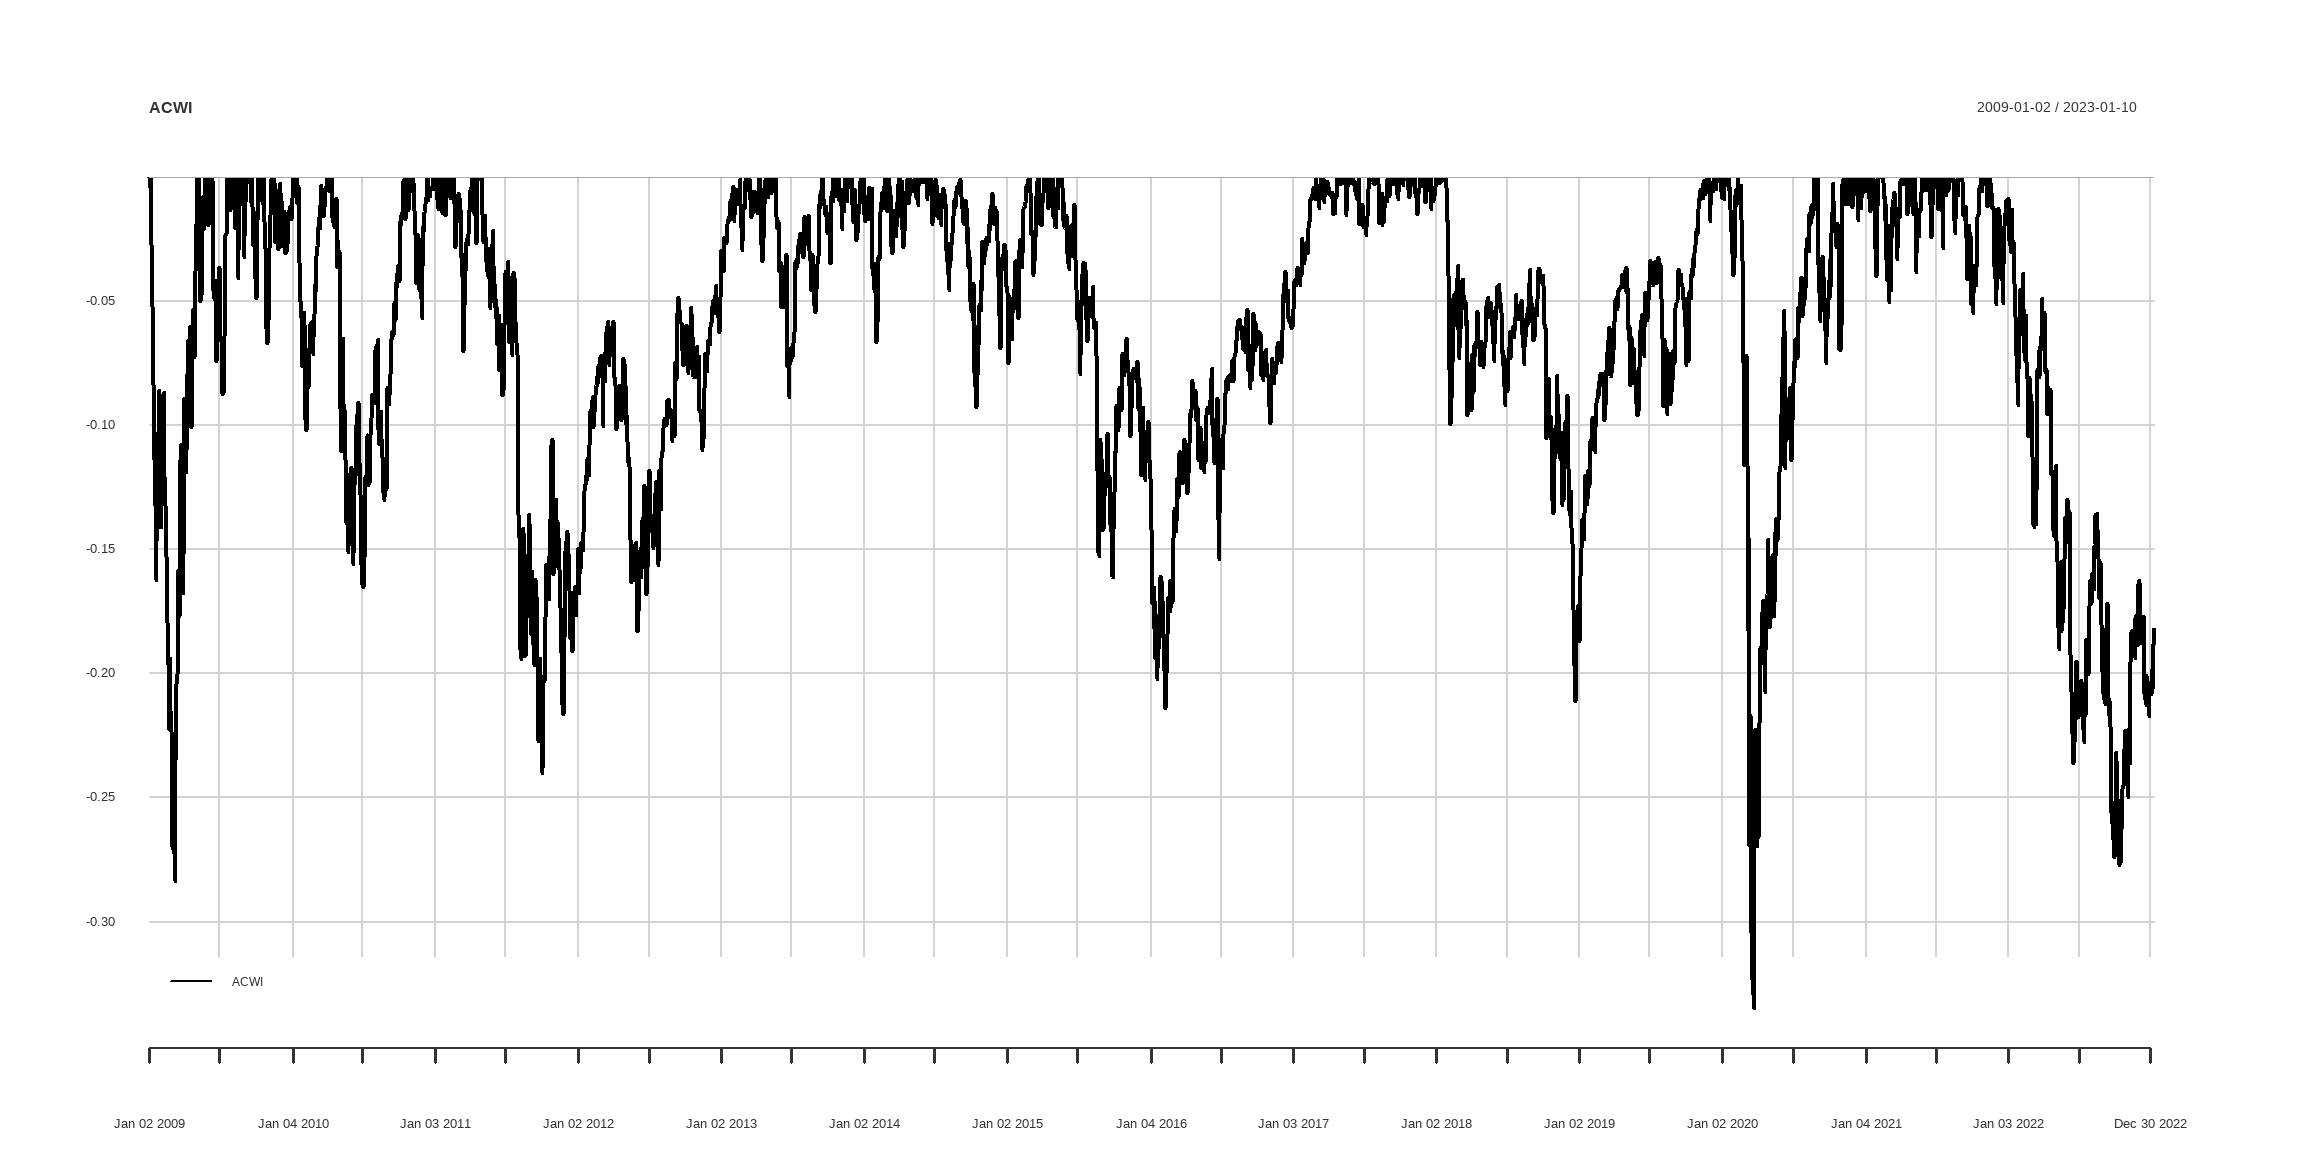 ACWI
2009-01-02 / 2023-01-10
-0.05
-0.10
-0.15
-0.20
-0.25
-0.30
ACWI
Jan 02 2009
Jan 04 2010
Jan 03 2011
Jan 02 2012
Jan 02 2013
Jan 02 2014
Jan 02 2015
Jan 04 2016
Jan 03 2017
Jan 02 2018
Jan 02 2019
Jan 02 2020
Jan 04 2021
Jan 03 2022
Dec 30 2022